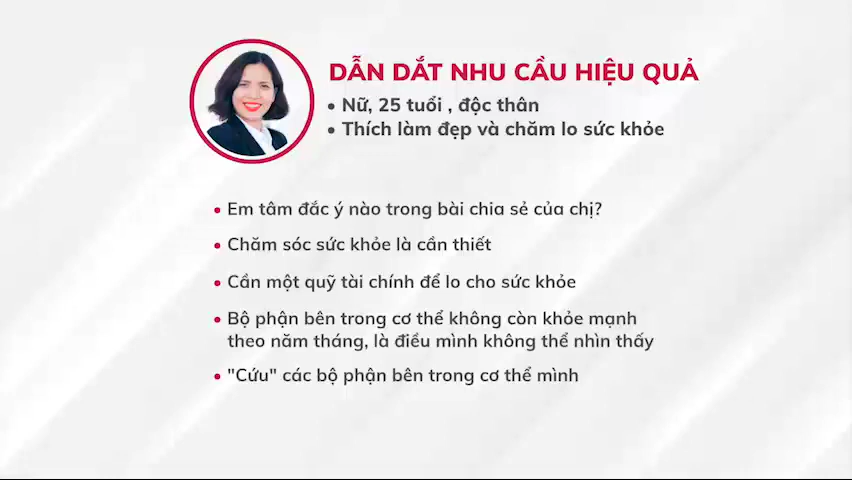 DẪN DẮT NHU CẦU HIỆU QUẢ
• Nữ, 25 tuổi , độc thân
• Thích làm đẹp và chăm lo sức khỏe
• Em tâm đắc ý nào trong bài chia sẻ của chị?
• Chăm sóc sức khỏe là cần thiết
• Cần một quỹ tài chính để lo cho sức khỏe
• Bộ phận bên trong cơ thể không còn khỏe mạnh
theo năm tháng, là điều mình không thể nhìn thấy
• "Cứu" các bộ phận bên trong cơ thể mình